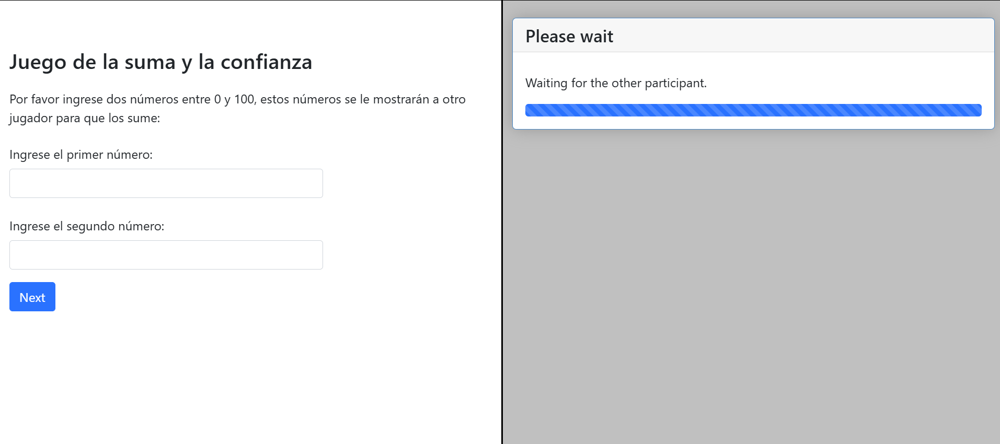 Juego de la suma y la confianza
Por favor ingrese dos números entre 0 y 100, estos números se le mostrarán a otro
jugador para que los sume:
Ingrese el primer número:
Ingrese el segundo número:
Next
Please wait
Waiting for the other participant.